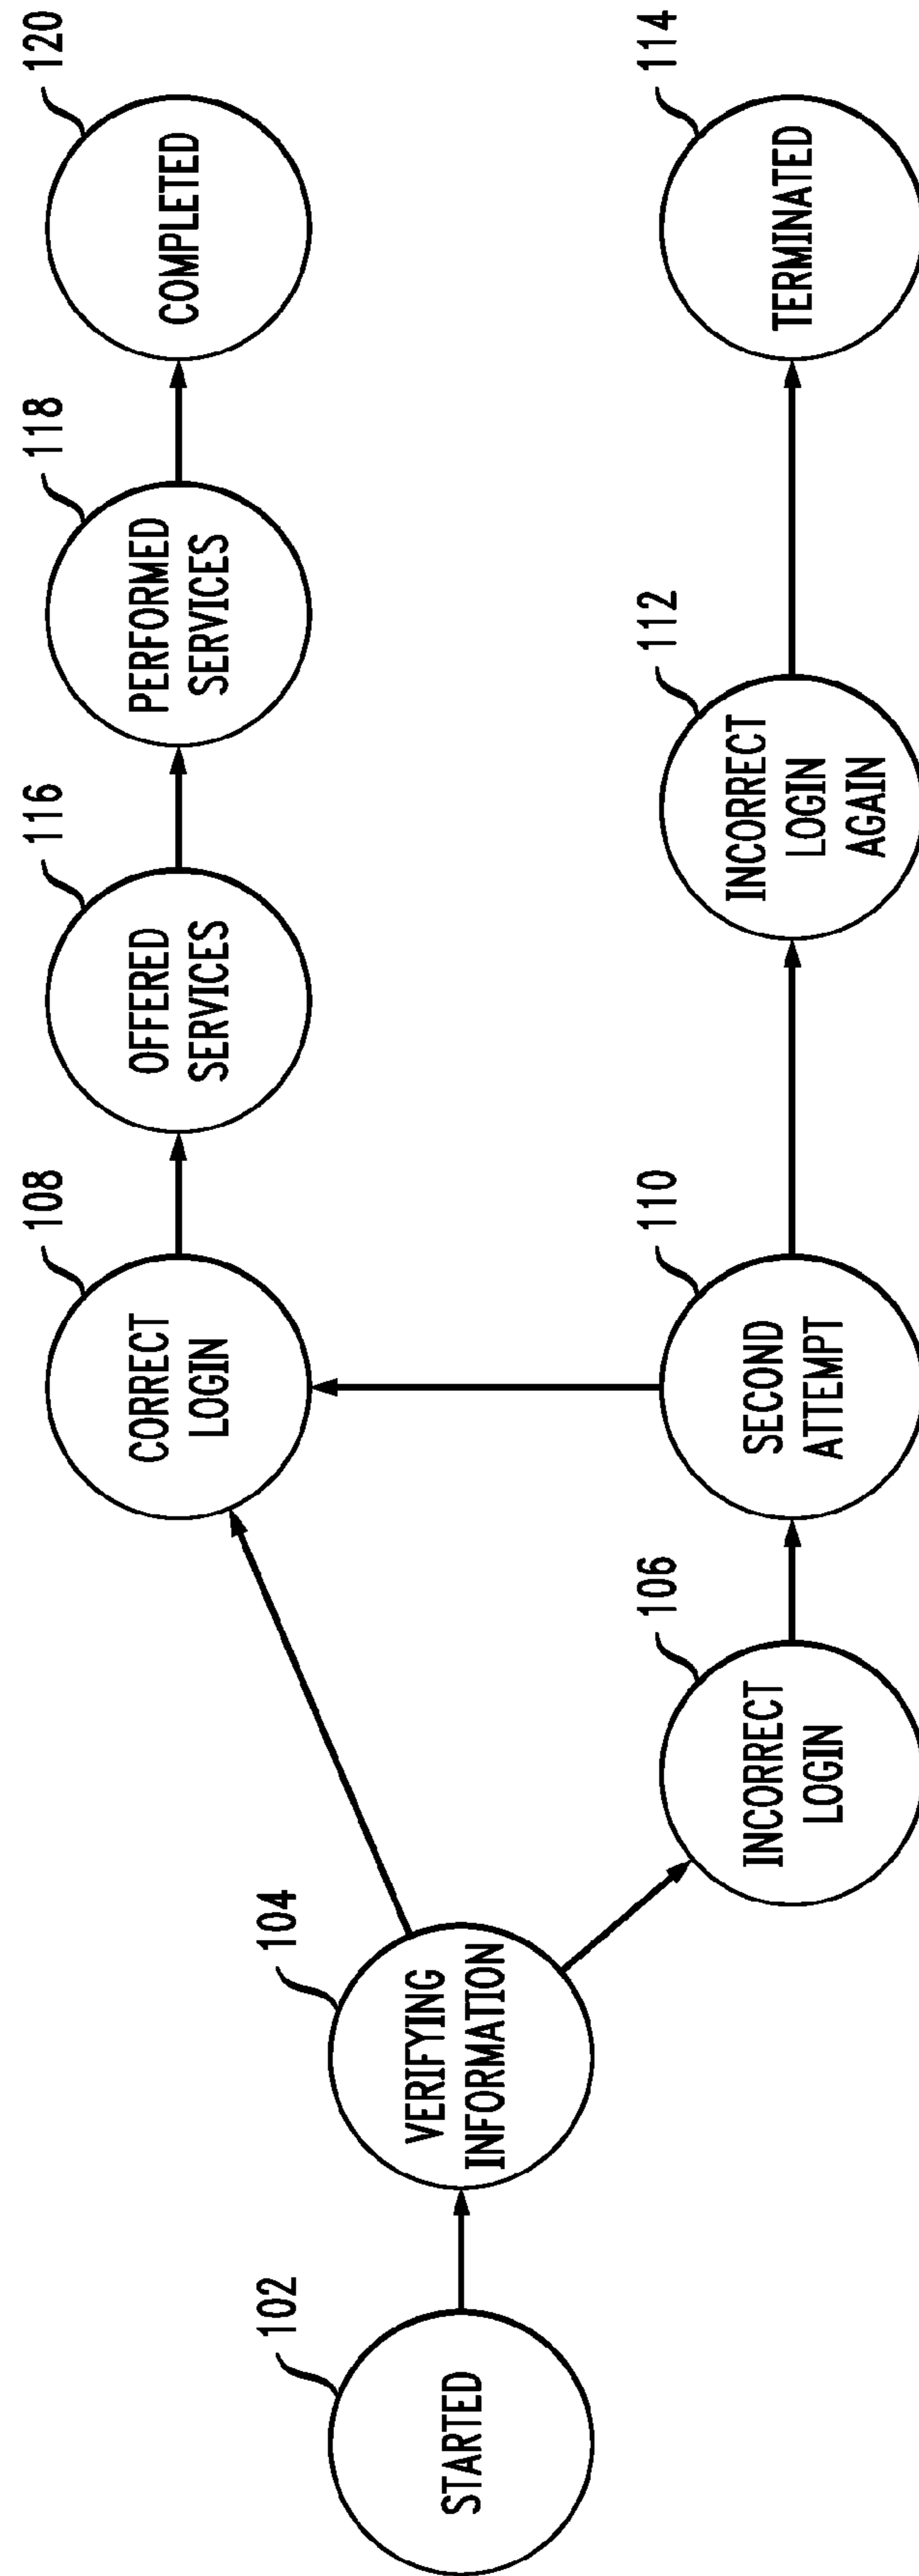 102
STARTED
104
VERIFYING
INFORMATION
106
INCORRECT
LOGIN
108
CORRECT
LOGIN
110
SECOND
ATTEMPT
116
OFFERED
SERVICES
112
INCORRECT
LOGIN
AGAIN
118
PERFORMED
SERVICES
120
COMPLETED
114
TERMINATED